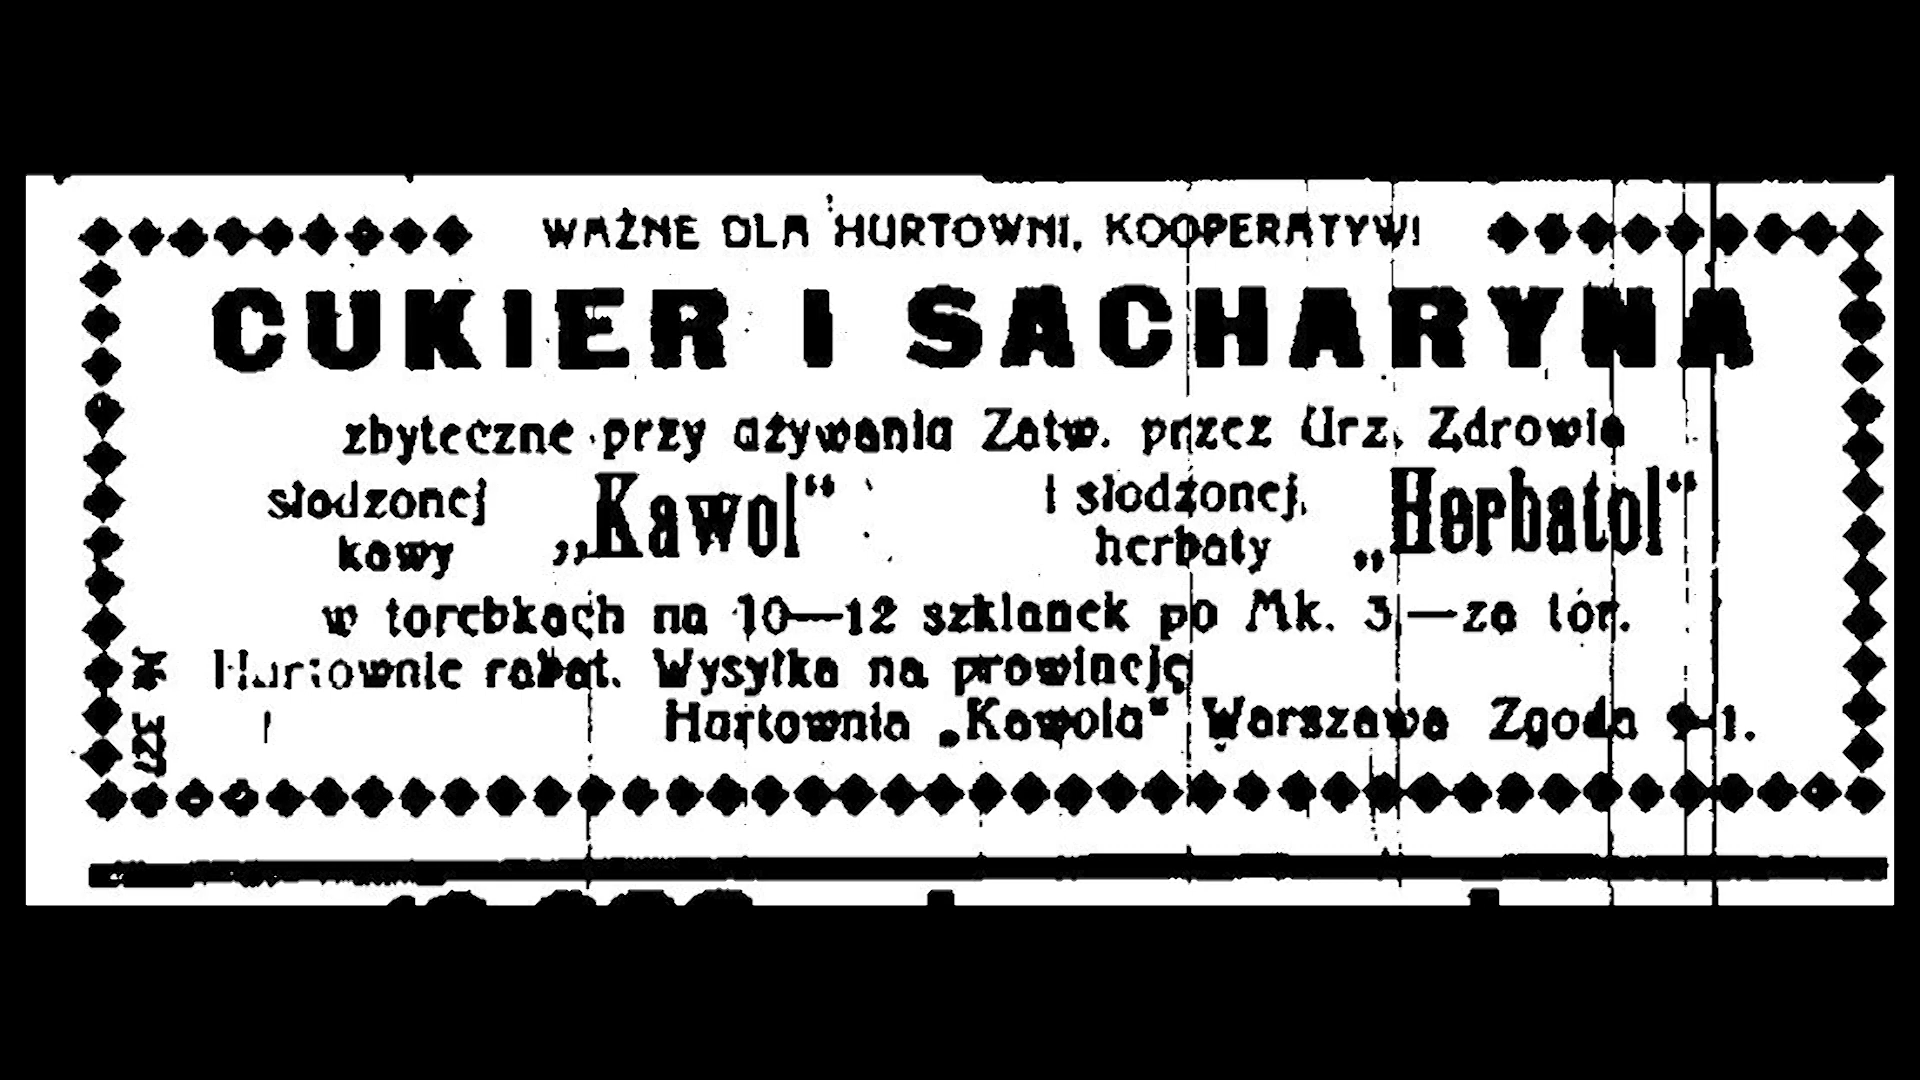 WAŻNE DLA HURTOWNI, KOOPERATYW!
CUKIER I SACHARYNA
zbyteczne przy używaniu Zatw. przez Urz. Zdrowia
słodzonej kawy „Kawol“ i słodzonej herbaty „Herbatol“
w torebkach na 10—12 szklanek po Mk. 3,—za tor.
Hurtownie rabat. Wysyłka na prowincję
Hurtownia „Kawola“ Warszawa Zgoda 1.
K 327